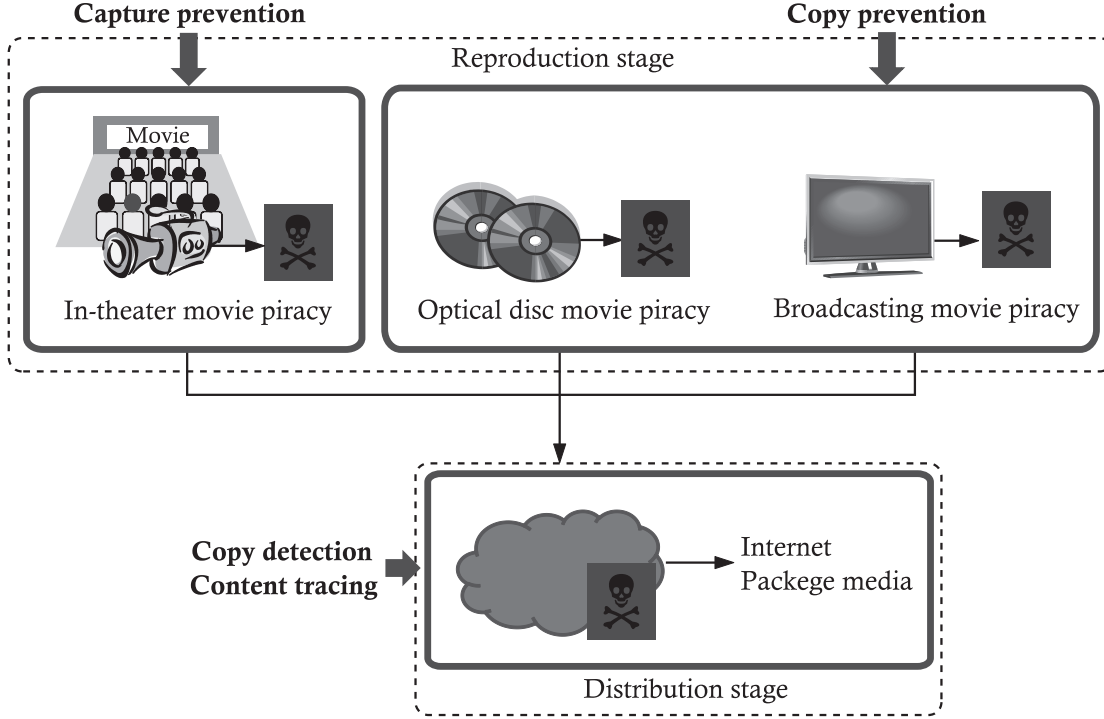 Capture prevention
Copy prevention
Reproduction stage
Movie
In-theater movie piracy
Optical disc movie piracy
Broadcasting movie piracy
Copy detection
Content tracing
Internet
Packege media
Distribution stage